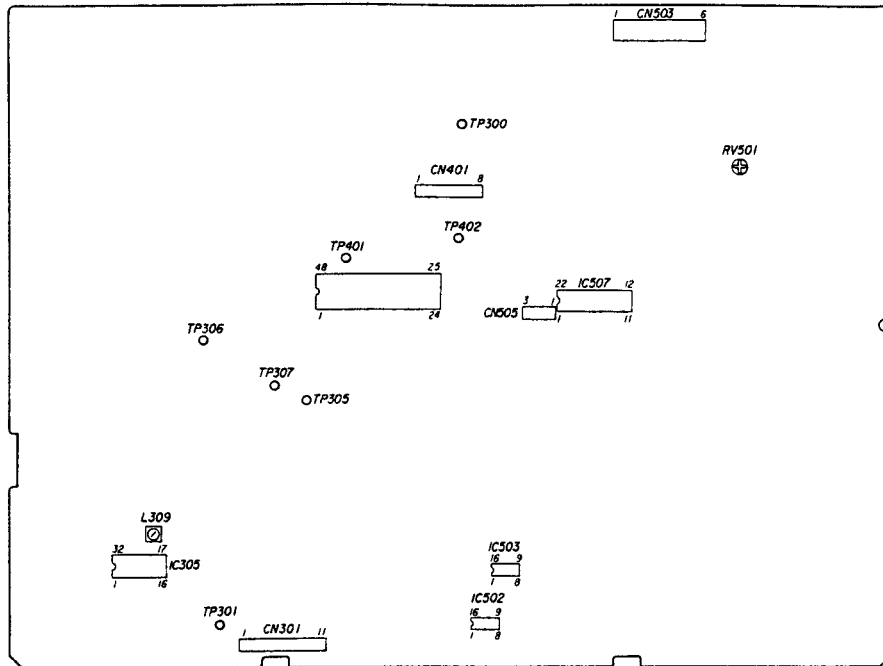 1 CN503 6
TP300
RV501
CN401
1 8
TP402
TP401
48 25
1 24
22 IC507 12
3 1
CN505
1 11
TP306
TP307
TP305
L309
32 17
IC305
1 16
IC503
16 9
1 8
IC502
16 9
1 8
TP301
1 CN301 11